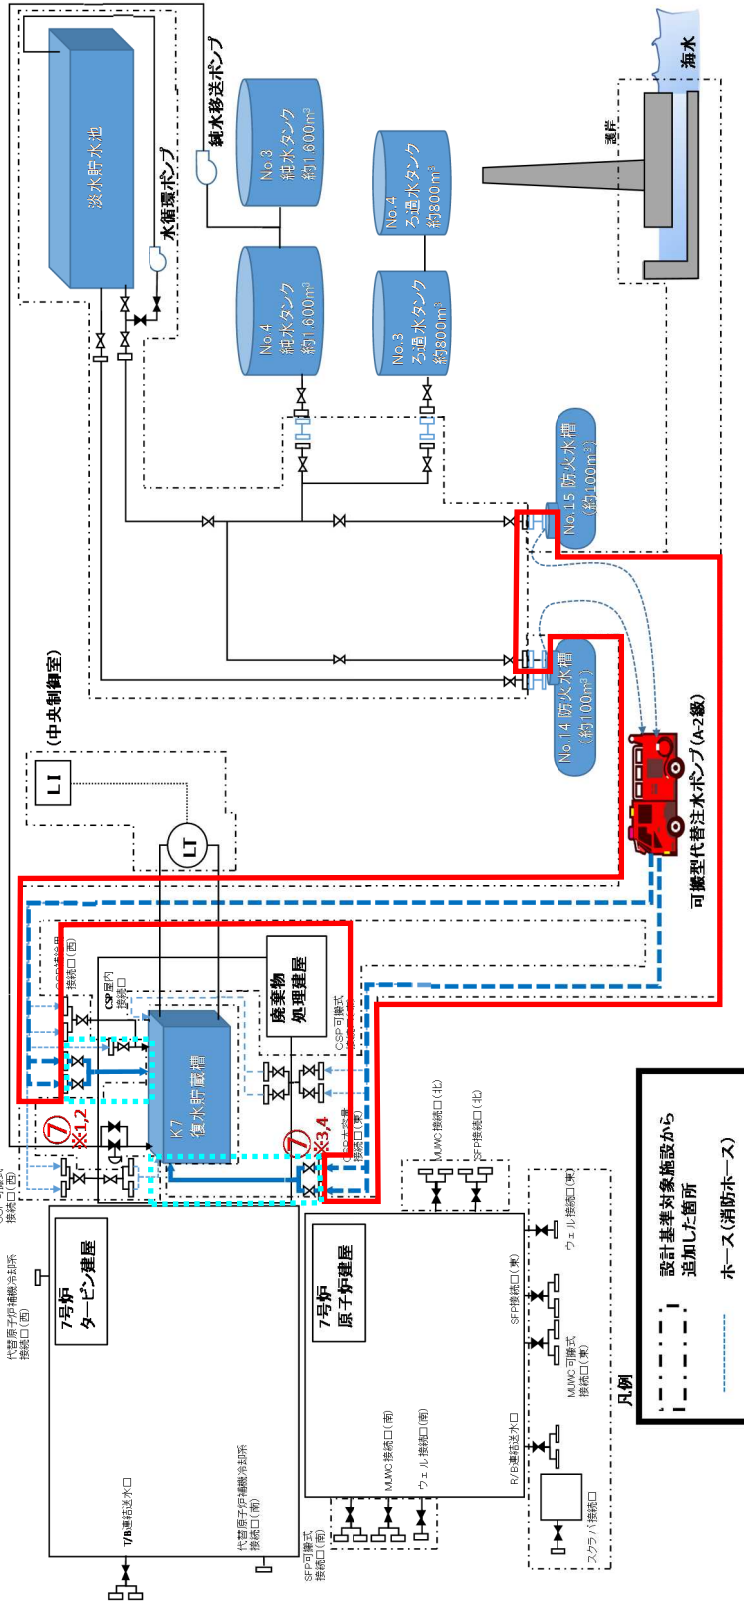 淡水貯水池
水循環ポンプ
純水移送ポンプ
No.3
純水タンク
約1,600m³
No.4
純水タンク
約1,600m³
No.4
ろ過水タンク
約800m³
No.3
ろ過水タンク
約800m³
海水
護岸
No.15 防火水槽
(約100m³)
No.14 防火水槽
(約100m³)
可搬型代替注水ポンプ(A-2級)
(中央制御室)
LI
LT
接続口(西)
CSP屋内
接続口
廃棄物
処理建屋
CSP可搬式
K7
復水貯蔵槽
⑦
※1,2
⑦
※3,4
接続口(東)
接続口(西)
代替原子炉補機冷却系
接続口(西)
7号炉
タービン建屋
T/B連結送水口
代替原子炉補機冷却系
接続口(南)
7号炉
原子炉建屋
MUWC接続口(北)
SFP接続口(北)
ウェル接続口(東)
SFP接続口(東)
MUWC可搬式
接続口(東)
R/B連結送水口
スクラバ接続口
SFP可搬式
接続口(南)
MUWC接続口(南)
ウェル接続口(南)
凡例
設計基準対象施設から
追加した箇所
ホース(消防ホース)